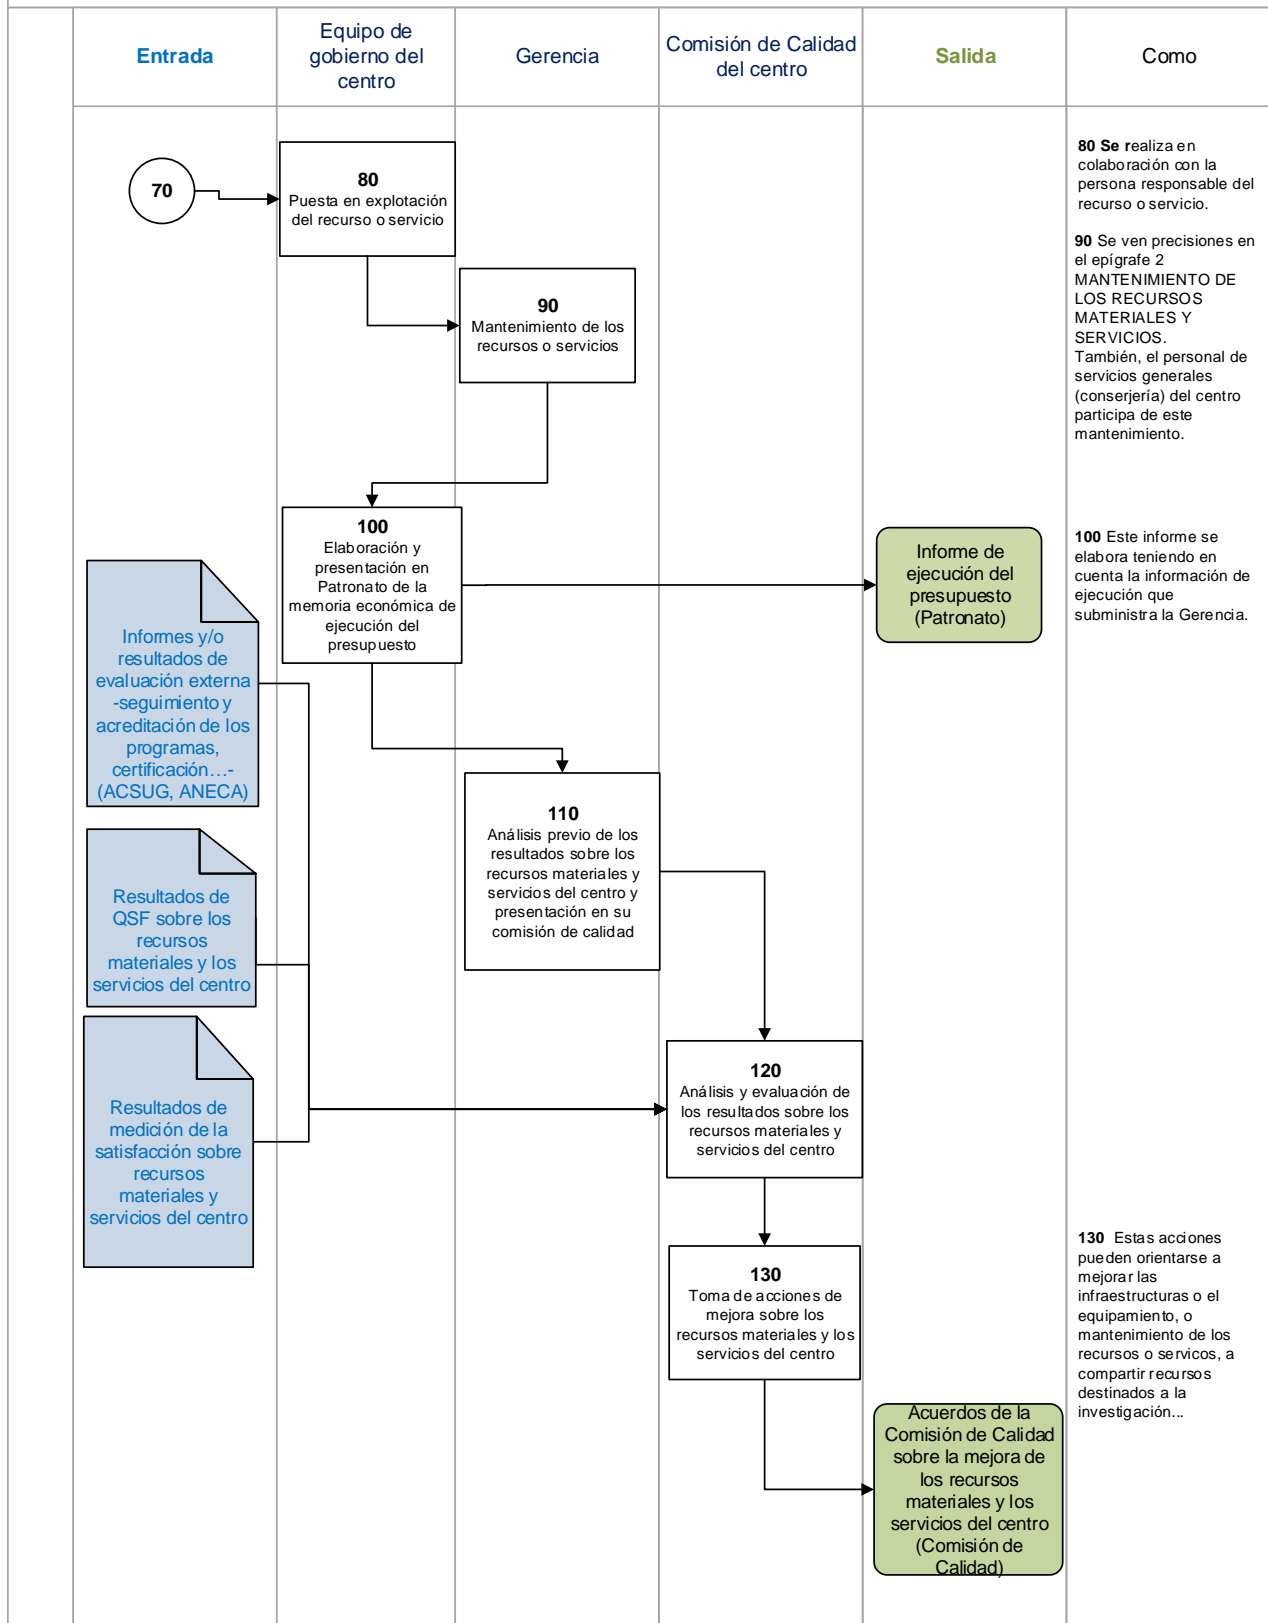 Entrada
Equipo de
gobierno del
centro
Gerencia
Comisión de Calidad
del centro
Salida
Como
70
80
Puesta en explotación
del recurso o servicio
80 Se realiza en
colaboración con la
persona responsable del
recurso o servicio.
90
Mantenimiento de los
recursos o servicios
90 Se ven precisiones en
el epígrafe 2
MANTENIMIENTO DE
LOS RECURSOS
MATERIALES Y
SERVICIOS.
También, el personal de
servicios generales
(conserjería) del centro
participa de este
mantenimiento.
100
Elaboración y
presentación en
Patronato de la
memoria económica de
ejecución del
presupuesto
Informe de
ejecución del
presupuesto
(Patronato)
100 Este informe se
elabora teniendo en
cuenta la información de
ejecución que
subministra la Gerencia.
Informes y/o
resultados de
evaluación externa
-seguimiento y
acreditación de los
programas,
certificación…-
(ACSUG, ANECA)
110
Análisis previo de los
resultados sobre los
recursos materiales y
servicios del centro y
presentación en su
comisión de calidad
Resultados de
QSF sobre los
recursos
materiales y los
servicios del centro
Resultados de
medición de la
satisfacción sobre
recursos
materiales y
servicios del centro
120
Análisis y evaluación de
los resultados sobre los
recursos materiales y
servicios del centro
130
Toma de acciones de
mejora sobre los
recursos materiales y los
servicios del centro
130 Estas acciones
pueden orientarse a
mejorar las
infraestructuras o el
equipamiento, o
mantenimiento de los
recursos o servicos, a
compartir recursos
destinados a la
investigación...
Acuerdos de la
Comisión de Calidad
sobre la mejora de
los recursos
materiales y los
servicios del centro
(Comisión de
Calidad)